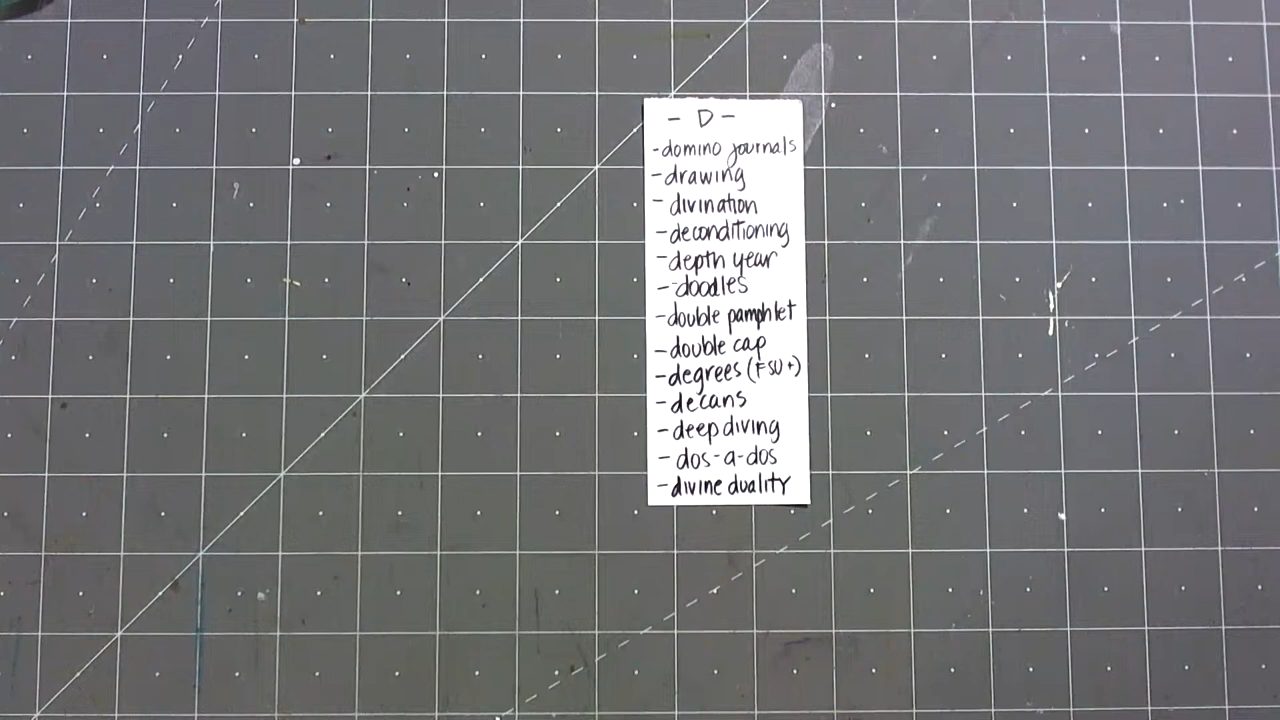 - D -
- domino journals
- drawing
- divination
- deconditioning
- depth year
- doodles
- double pamphlet
- double cap
- degrees (FSU+)
- decans
- deep diving
- dos-a-dos
- divine duality